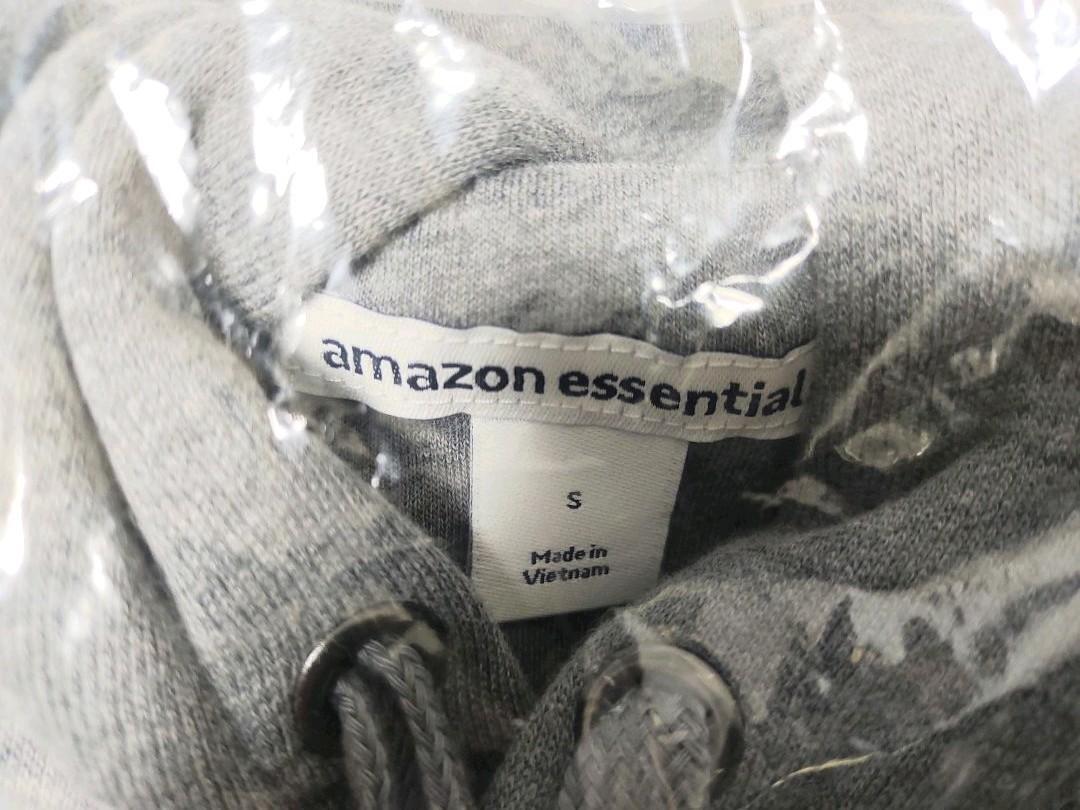 amazon essential
S
Made in
Vietnam